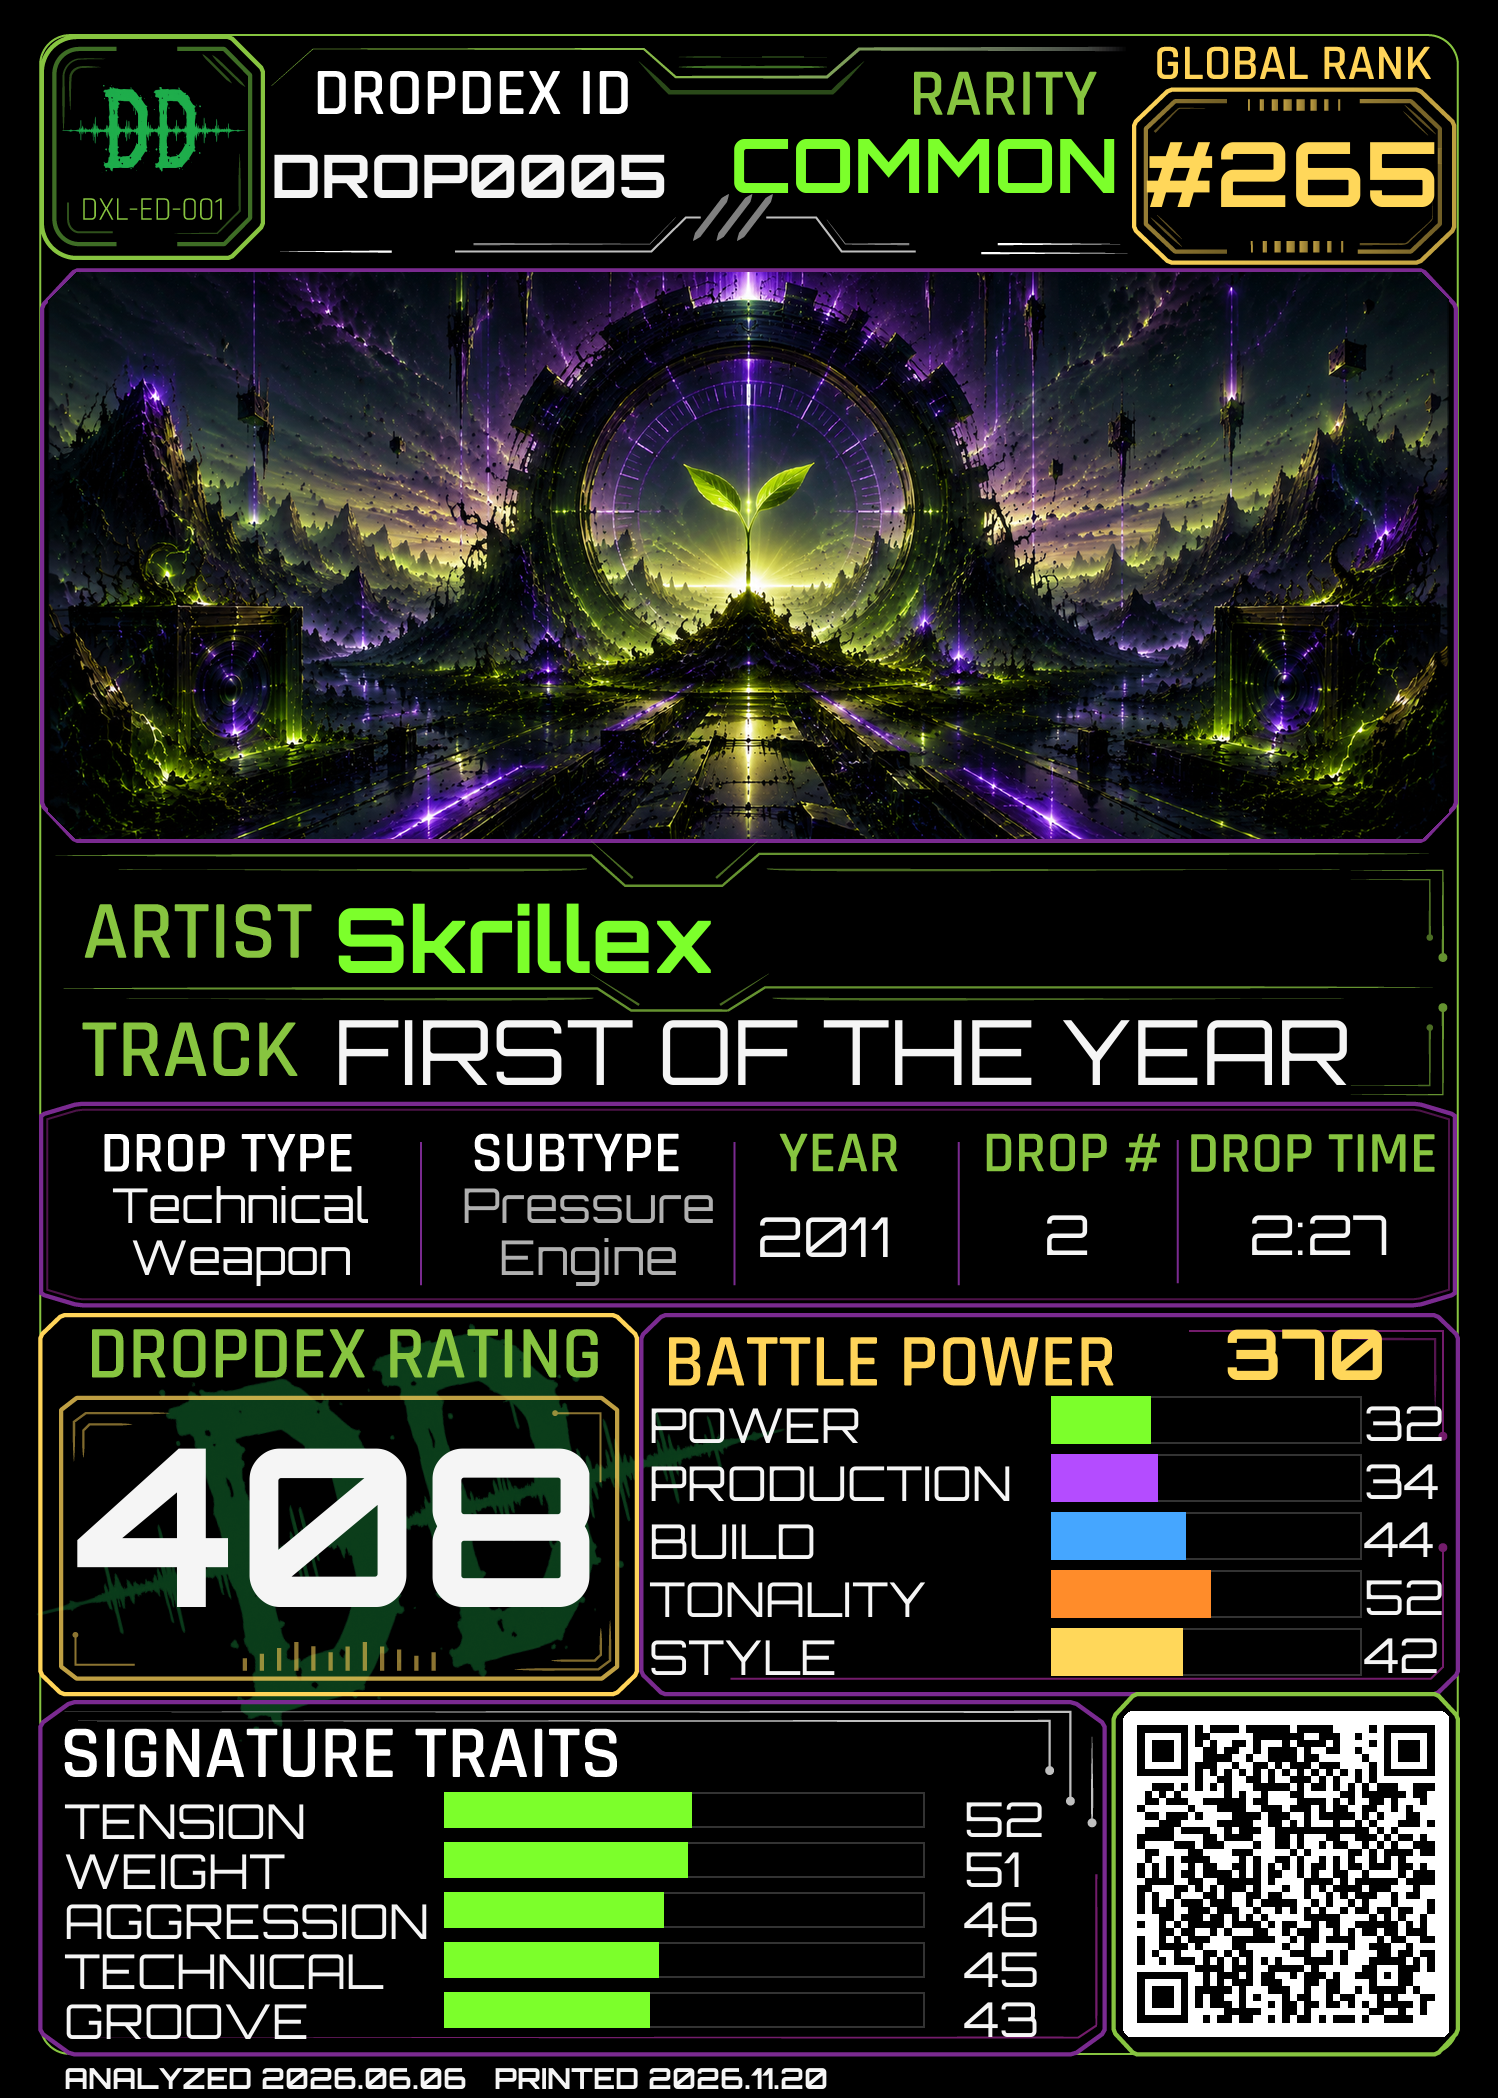 DD
DXL-ED-001
DROPDEX ID
DROP0005
RARITY
COMMON
GLOBAL RANK
#265
ARTIST Skrillex
TRACK FIRST OF THE YEAR
DROP TYPE
Technical
Weapon
SUBTYPE
Pressure
Engine
YEAR
2011
DROP #
2
DROP TIME
2:27
DROPDEX RATING
408
BATTLE POWER 370
POWER 32
PRODUCTION 34
BUILD 44
TONALITY 52
STYLE 42
SIGNATURE TRAITS
TENSION 52
WEIGHT 51
AGGRESSION 46
TECHNICAL 45
GROOVE 43
ANALYZED 2026.06.06 PRINTED 2026.11.20